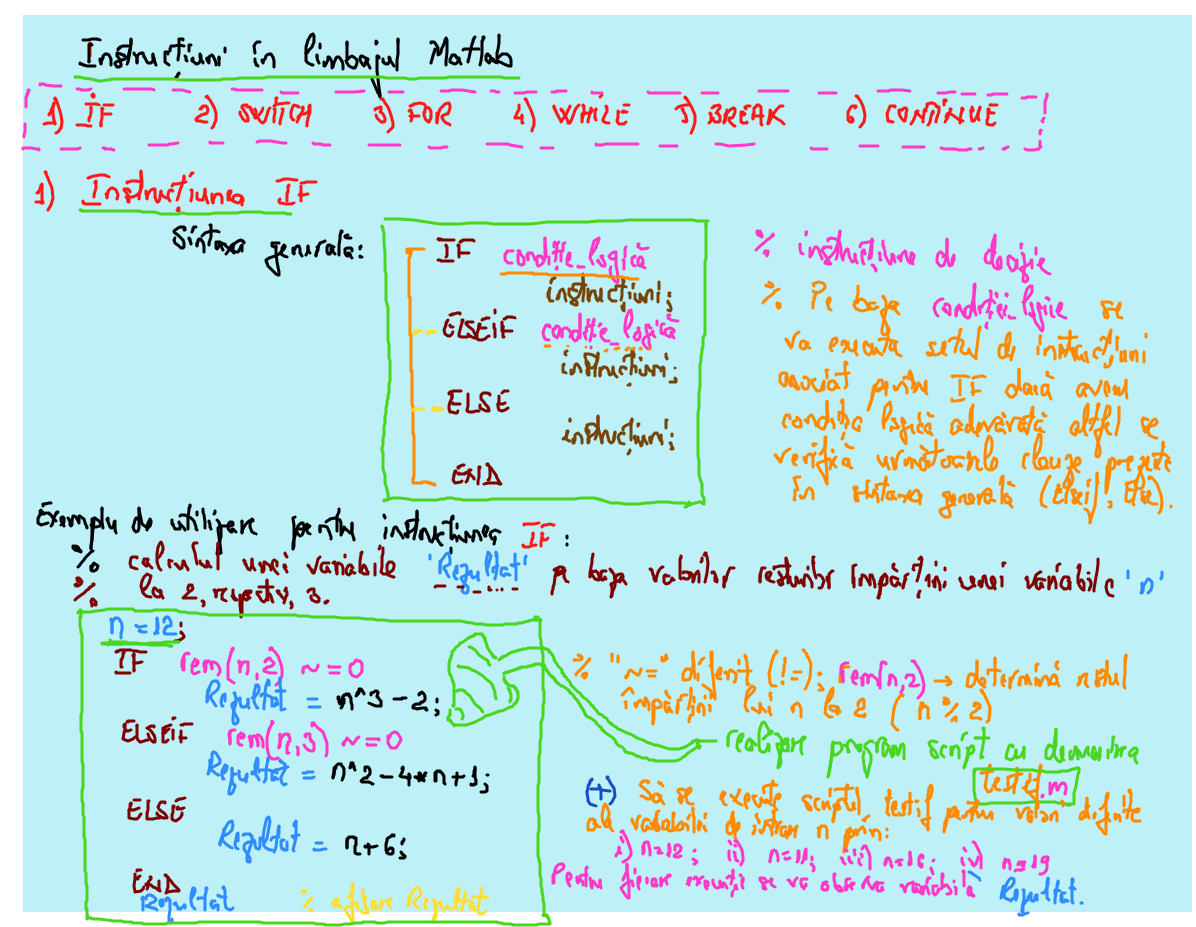 Instrucțiuni în limbajul Matlab
1) IF 2) SWITCH 3) FOR 4) WHILE 5) BREAK 6) CONTINUE
1) Instrucțiunea IF
Sintaxa generală:
IF condiție_logică
instrucțiuni;
ELSEIF condiție_logică
instrucțiuni;
ELSE
instrucțiuni;
END
% instrucțiune de decizie
% Pe baza condiției_logice se
va executa setul de instrucțiuni
asociat pentru IF dacă avem
condiția logică adevărată altfel se
verifică următoarele clauze prezente
în sintaxa generală (Elseif, Else).
Exemplu de utilizare pentru instrucțiunea IF:
% calculul unei variabile 'Rezultat' pe baza valorilor resturilor împărțirii unei variabile 'n'
% la 2, respectiv, 3.
n = 12;
IF rem(n,2) ~=0
Rezultat = n^3-2;
ELSEIF rem(n,3) ~=0
Rezultat = n^2-4*n+1;
ELSE
Rezultat = n+6;
END
Rezultat % afișare Rezultat
% "~=" diferit (!=); rem(n,2) → determină restul
împărțirii lui n la 2 (n % 2)
realizare program script cu denumirea
testif.m
(+) Să se execute scriptul testif pentru valori diferite
ale variabilei de intrare n prin:
i) n=12; ii) n=11; iii) n=16; iv) n=19
Pentru fiecare execuție se va observa variabila Rezultat.